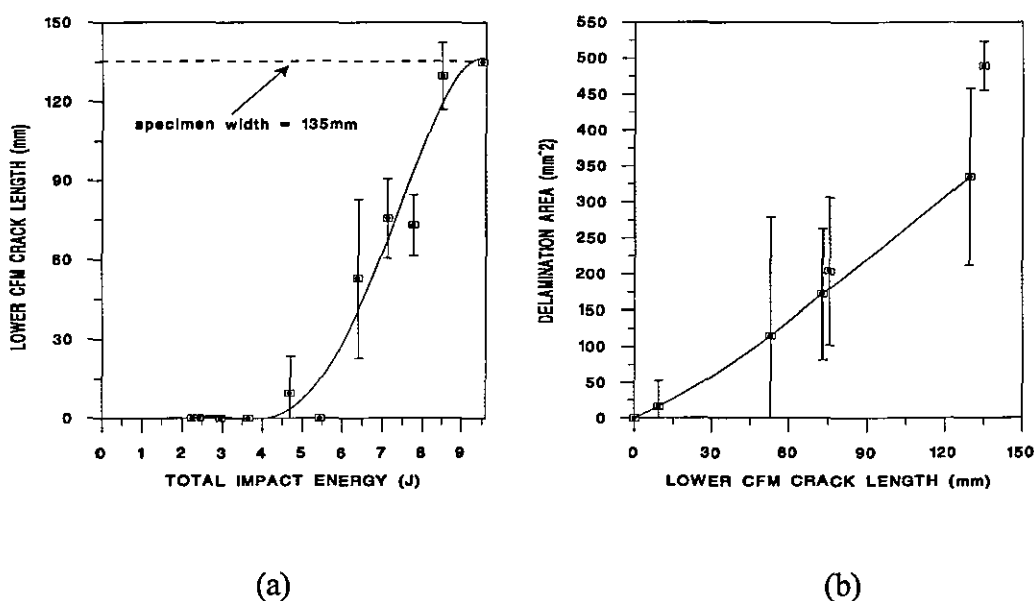 150
120
90
60
30
0
LOWER CFM CRACK LENGTH (mm)
specimen width = 135mm
0 1 2 3 4 5 6 7 8 9
TOTAL IMPACT ENERGY (J)
(a)
550
500
450
400
350
300
250
200
150
100
50
0
DELAMINATION AREA (mm^2)
0 30 60 90 120 150
LOWER CFM CRACK LENGTH (mm)
(b)